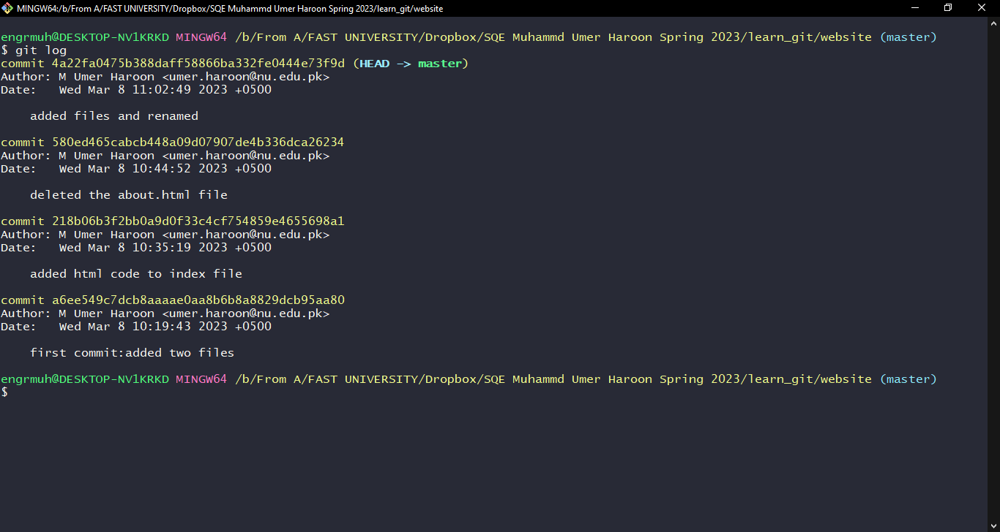 MINGW64:/b/From A/FAST UNIVERSITY/Dropbox/SQE Muhammd Umer Haroon Spring 2023/learn_git/website
engrmuh@DESKTOP-NV1KRKD MINGW64 /b/From A/FAST UNIVERSITY/Dropbox/SQE Muhammd Umer Haroon Spring 2023/learn_git/website (master)
$ git log
commit 4a22fa0475b388daff58866ba332fe0444e73f9d (HEAD -> master)
Author: M Umer Haroon <umer.haroon@nu.edu.pk>
Date:   Wed Mar 8 11:02:49 2023 +0500
    added files and renamed
commit 580ed465cabcb448a09d07907de4b336dca26234
Author: M Umer Haroon <umer.haroon@nu.edu.pk>
Date:   Wed Mar 8 10:44:52 2023 +0500
    deleted the about.html file
commit 218b06b3f2bb0a9d0f33c4cf754859e4655698a1
Author: M Umer Haroon <umer.haroon@nu.edu.pk>
Date:   Wed Mar 8 10:35:19 2023 +0500
    added html code to index file
commit a6ee549c7dcb8aaaae0aa8b6b8a8829dcb95aa80
Author: M Umer Haroon <umer.haroon@nu.edu.pk>
Date:   Wed Mar 8 10:19:43 2023 +0500
    first commit:added two files
engrmuh@DESKTOP-NV1KRKD MINGW64 /b/From A/FAST UNIVERSITY/Dropbox/SQE Muhammd Umer Haroon Spring 2023/learn_git/website (master)
$